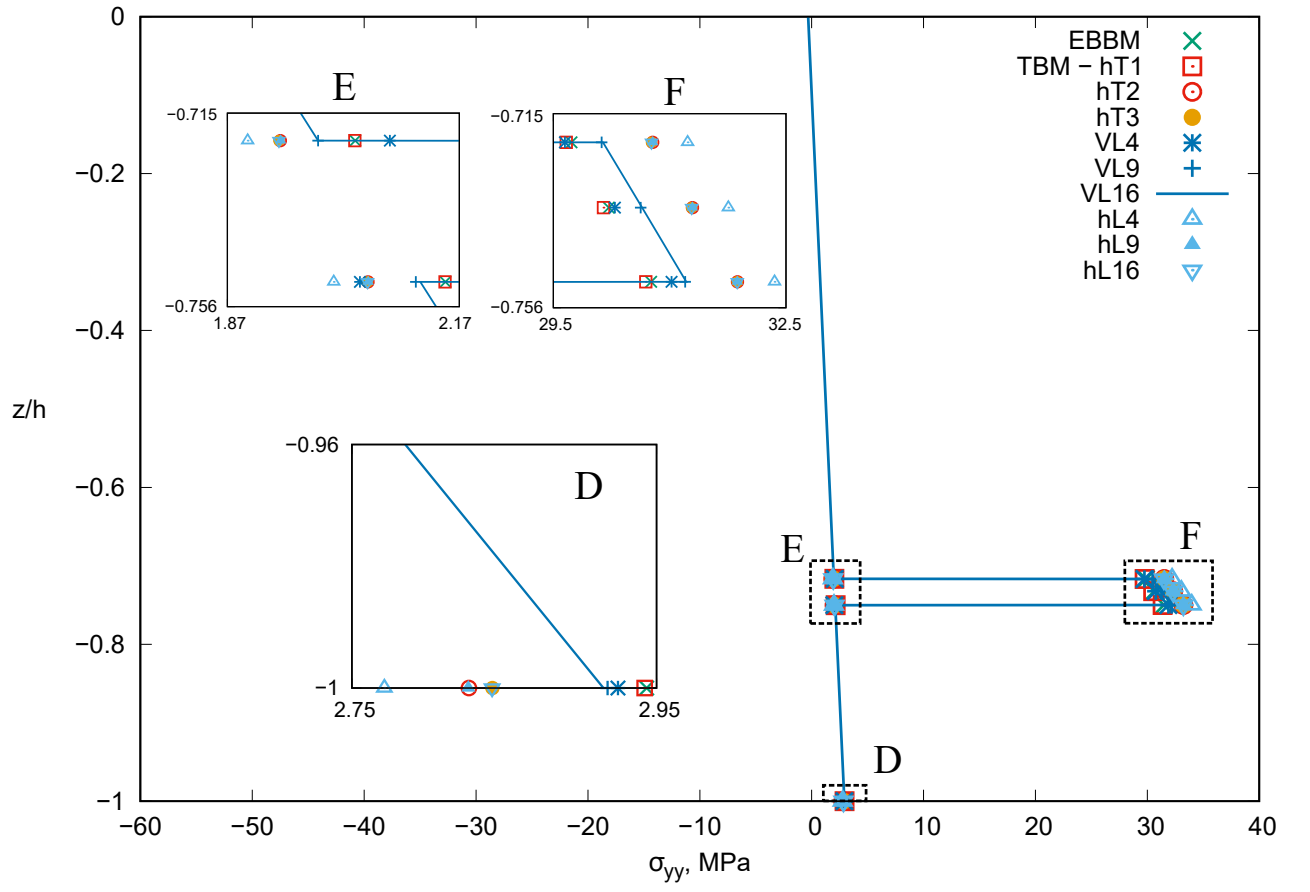 0
−0.2
−0.4
−0.6
−0.8
−1
z/h
−60
−50
−40
−30
−20
−10
0
10
20
30
40
σyy, MPa
EBBM
TBM − hT1
hT2
hT3
VL4
VL9
VL16
hL4
hL9
hL16
E
−0.715
−0.756
1.87
2.17
F
−0.715
−0.756
29.5
32.5
D
−0.96
−1
2.75
2.95
E
F
D